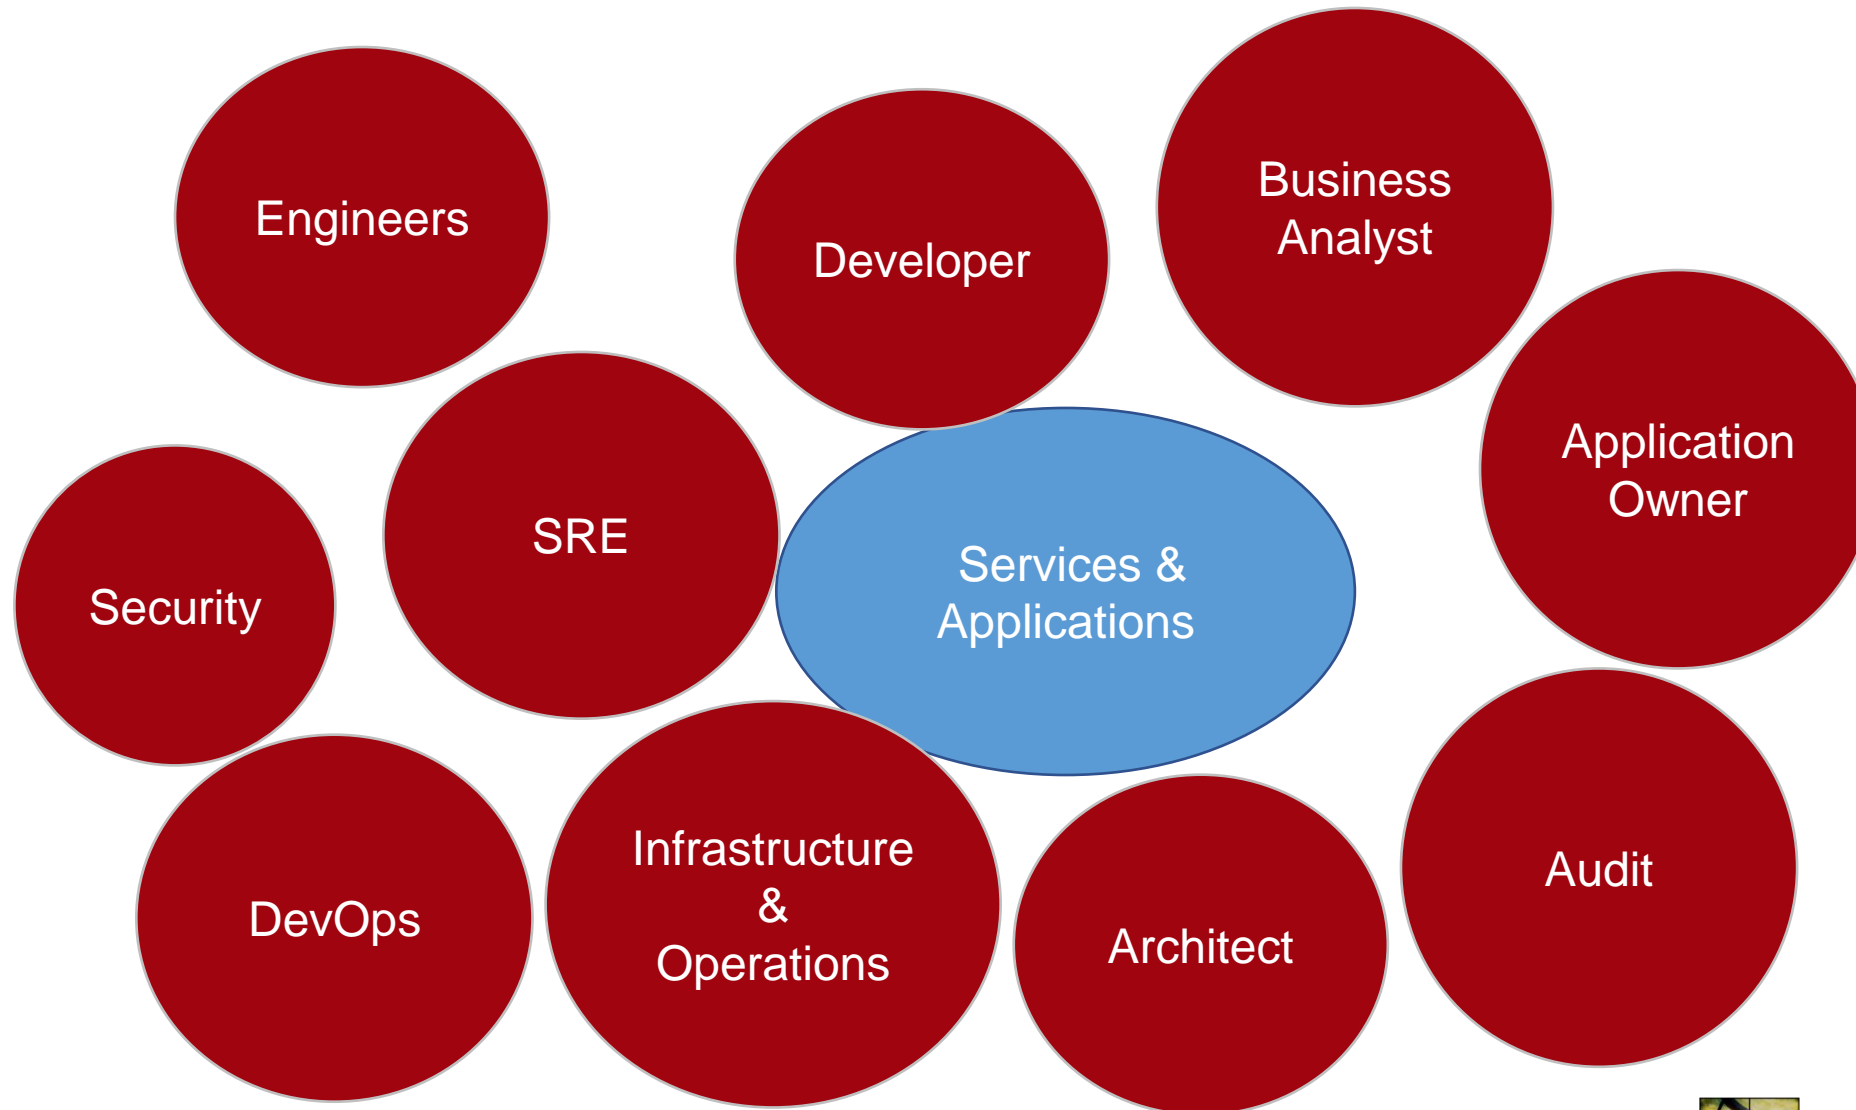 Engineers
Developer
Business
Analyst
Application
Owner
SRE
Services &
Applications
Security
Infrastructure
&
Operations
DevOps
Architect
Audit